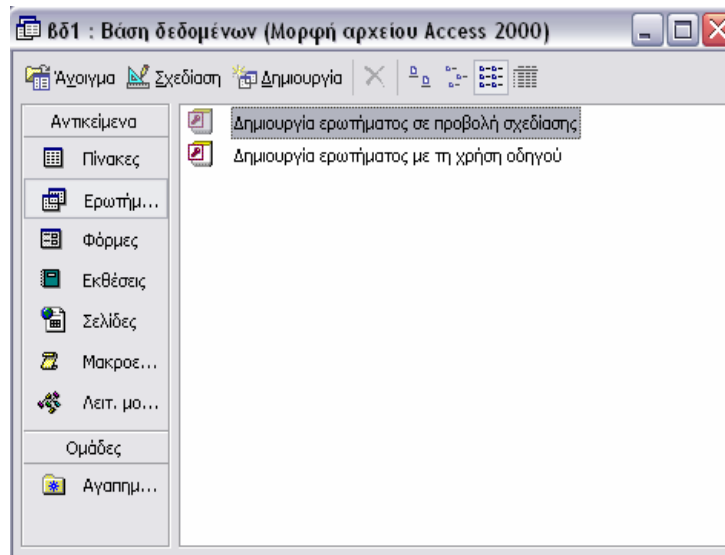 βδ1 : Βάση δεδομένων (Μορφή αρχείου Access 2000)
Άνοιγμα Σχεδίαση Δημιουργία
Αντικείμενα
Πίνακες
Ερωτήμ...
Φόρμες
Εκθέσεις
Σελίδες
Μακροε...
Λειτ. μο...
Ομάδες
Αγαπημ...
Δημιουργία ερωτήματος σε προβολή σχεδίασης
Δημιουργία ερωτήματος με τη χρήση οδηγού